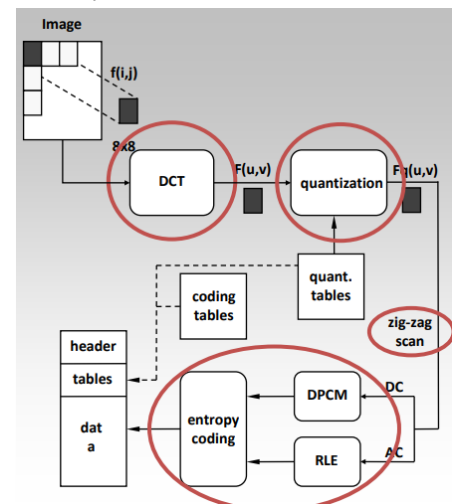 Image
f(i,j)
8x8
DCT
F(u,v)
quantization
Fq(u,v)
quant.
tables
coding
tables
zig-zag
scan
header
tables
dat
a
entropy
coding
DPCM
DC
RLE
AC